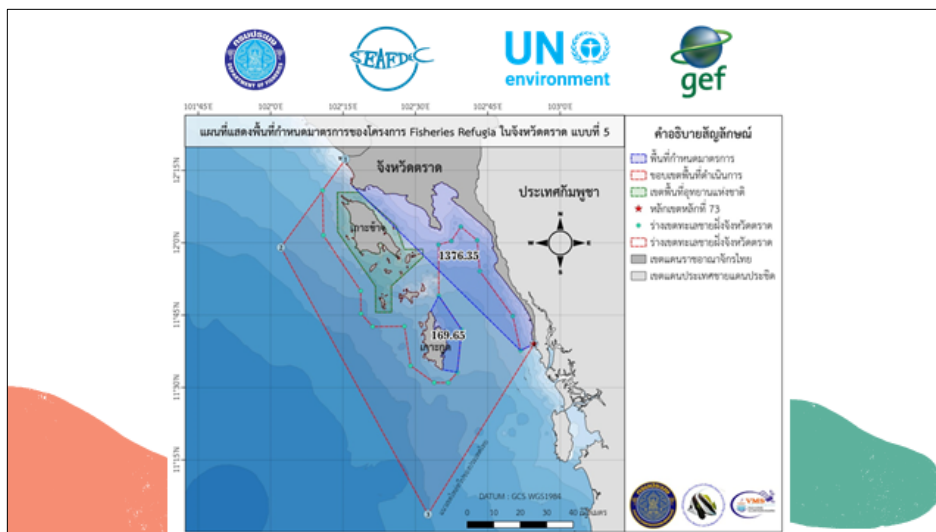 กรมประมง
DEPARTMENT OF FISHERIES
SEAFDEC
UN
environment
gef
101°45'E 102°0'E 102°15'E 102°30'E 102°45'E 103°0'E
แผนที่แสดงพื้นที่กำหนดมาตรการของโครงการ Fisheries Refugia ในจังหวัดตราด แบบที่ 5
คำอธิบายสัญลักษณ์
พื้นที่กำหนดมาตรการ
ขอบเขตพื้นที่ดำเนินการ
เขตพื้นที่อุทยานแห่งชาติ
หลักเขตหลักที่ 73
ร่างเขตทะเลชายฝั่งจังหวัดตราด
ร่างเขตทะเลชายฝั่งจังหวัดตราด
เขตแดนราชอาณาจักรไทย
เขตแดนประเทศชายแดนประชิด
จังหวัดตราด
ประเทศกัมพูชา
12°15'N
เกาะช้าง
N
W E
S
12°0'N
1376.35
11°45'N
169.65
เกาะกูด
11°30'N
11°15'N
DATUM : GCS WGS1984
0 10 20 30 40
VMS